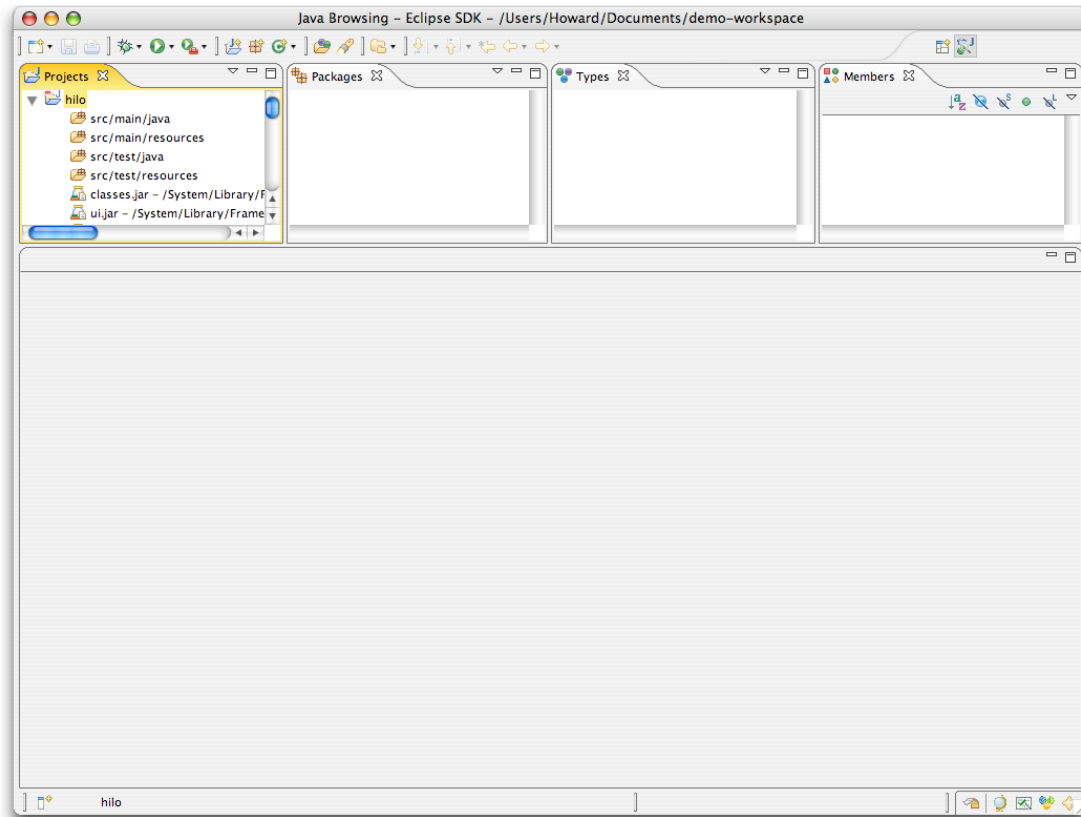 Java Browsing – Eclipse SDK – /Users/Howard/Documents/demo-workspace
Projects
Packages
Types
Members
hilo
src/main/java
src/main/resources
src/test/java
src/test/resources
classes.jar – /System/Library/F
ui.jar – /System/Library/Frame
hilo